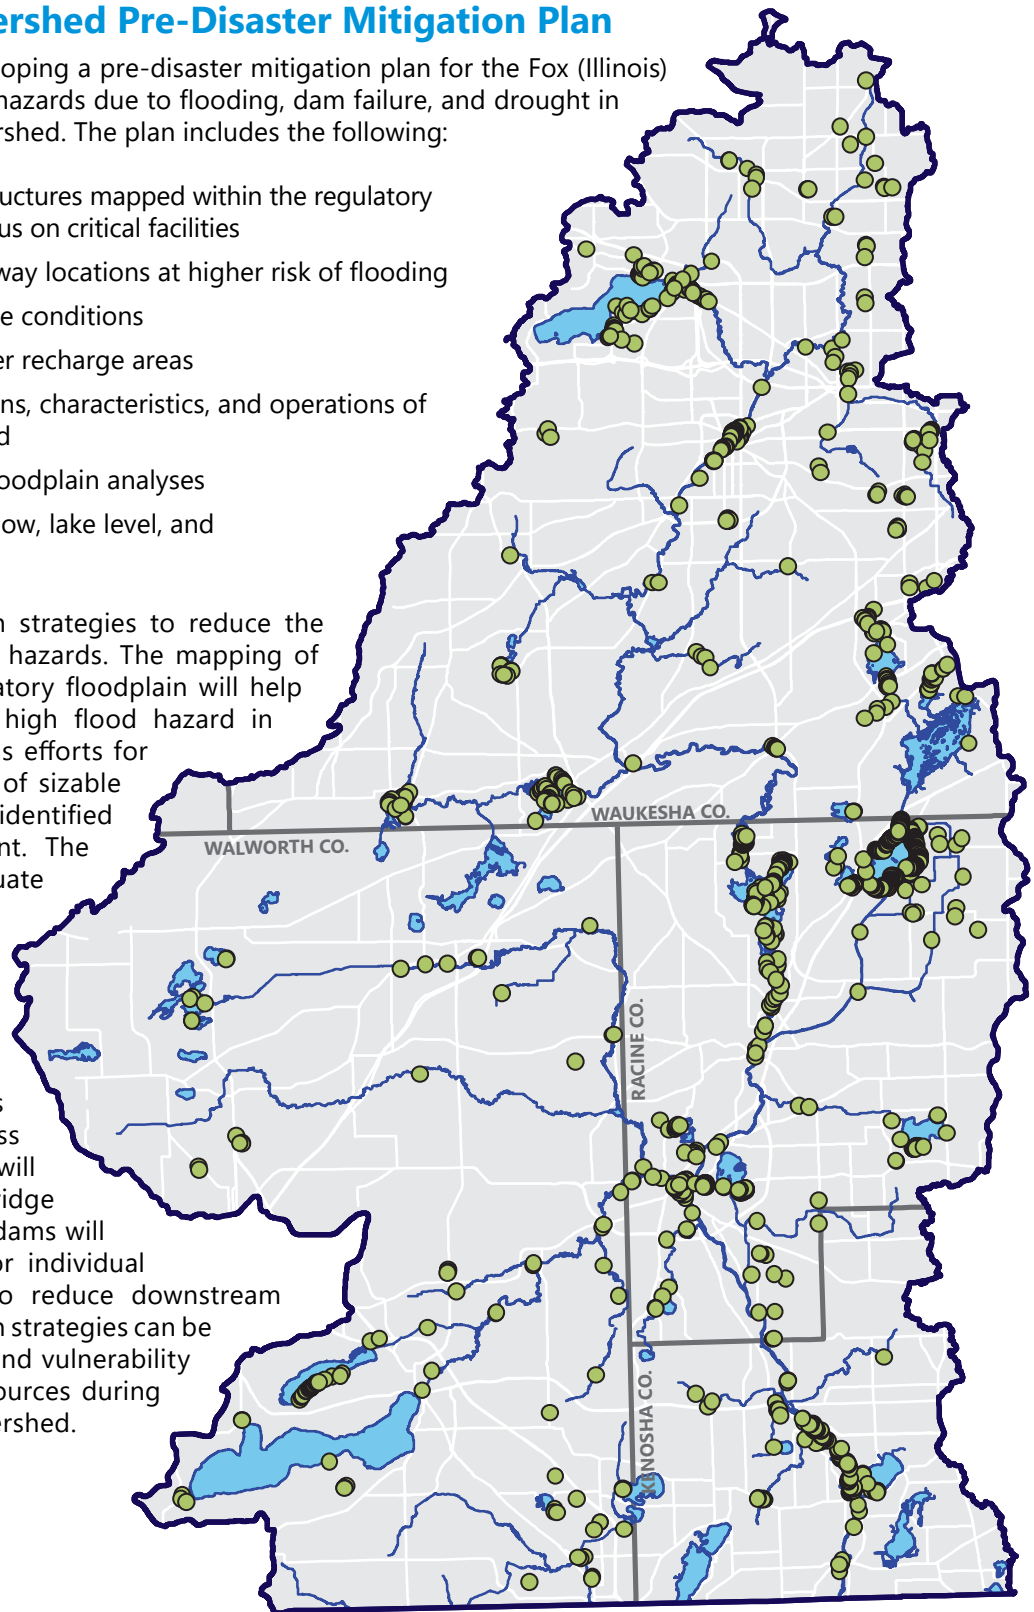 ershed Pre-Disaster Mitigation Plan
oping a pre-disaster mitigation plan for the Fox (Illinois)
hazards due to flooding, dam failure, and drought in
rshed. The plan includes the following:
uctures mapped within the regulatory
us on critical facilities
way locations at higher risk of flooding
e conditions
er recharge areas
ns, characteristics, and operations of
d
oodplain analyses
ow, lake level, and
n strategies to reduce the
hazards. The mapping of
atory floodplain will help
high flood hazard in
ss efforts for
of sizable
identified
nt. The
uate
s
ss
will
ridge
dams will
or individual
o reduce downstream
n strategies can be
nd vulnerability
ources during
ershed.
WAUKESHA CO.
WALWORTH CO.
RACINE CO.
KENOSHA CO.